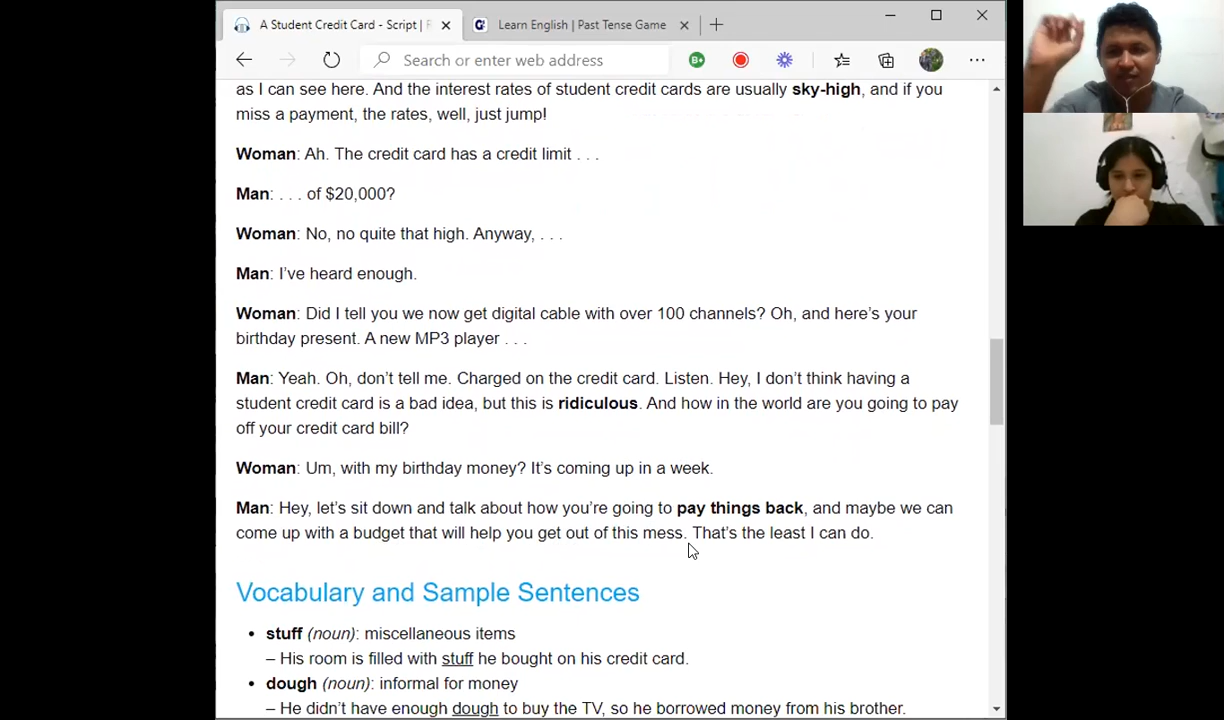 A Student Credit Card - Script |
Learn English | Past Tense Game
Search or enter web address
as I can see here. And the interest rates of student credit cards are usually sky-high, and if you
miss a payment, the rates, well, just jump!
Woman: Ah. The credit card has a credit limit . . .
Man: . . . of $20,000?
Woman: No, no quite that high. Anyway, . . .
Man: I've heard enough.
Woman: Did I tell you we now get digital cable with over 100 channels? Oh, and here's your
birthday present. A new MP3 player . . .
Man: Yeah. Oh, don't tell me. Charged on the credit card. Listen. Hey, I don't think having a
student credit card is a bad idea, but this is ridiculous. And how in the world are you going to pay
off your credit card bill?
Woman: Um, with my birthday money? It's coming up in a week.
Man: Hey, let's sit down and talk about how you're going to pay things back, and maybe we can
come up with a budget that will help you get out of this mess. That's the least I can do.
Vocabulary and Sample Sentences
• stuff (noun): miscellaneous items
– His room is filled with stuff he bought on his credit card.
• dough (noun): informal for money
– He didn't have enough dough to buy the TV, so he borrowed money from his brother.